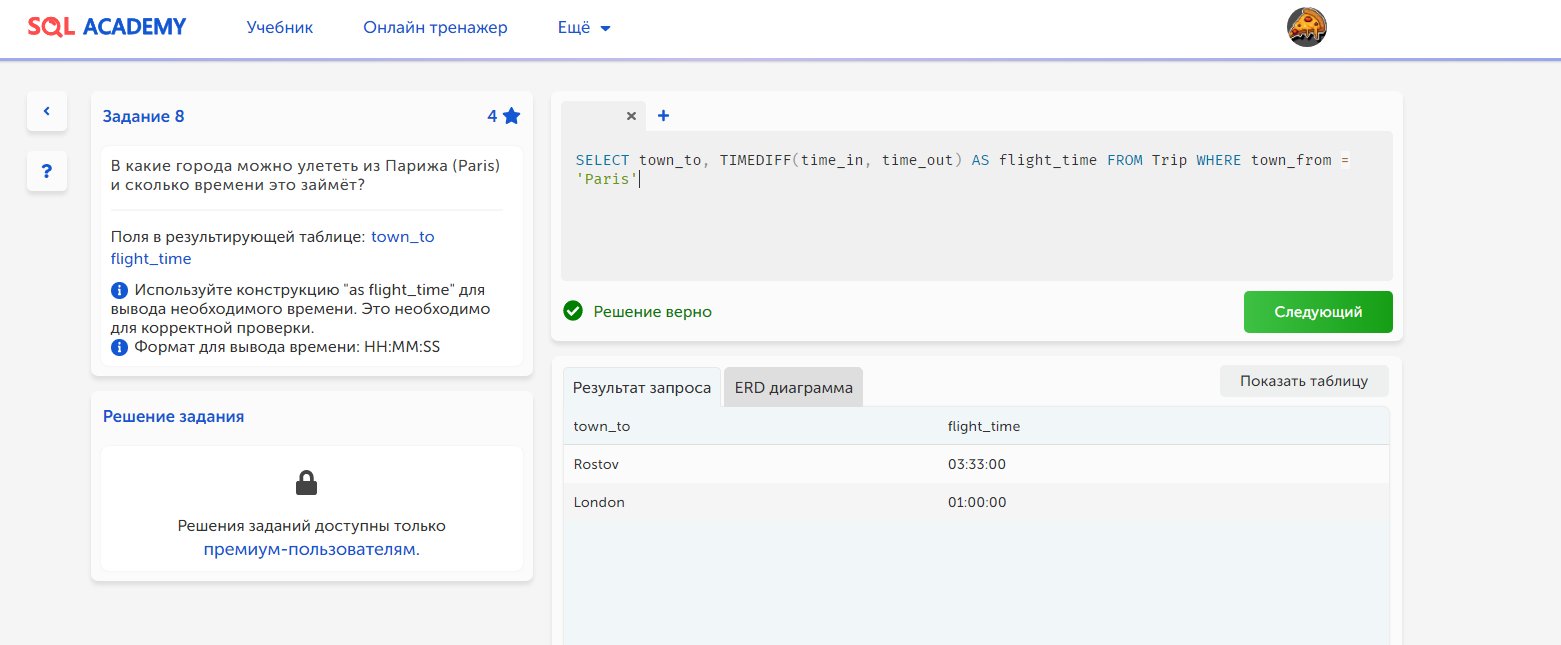 SQL ACADEMY
Учебник
Онлайн тренажер
Ещё
Задание 8
4
В какие города можно улететь из Парижа (Paris)
и сколько времени это займёт?
Поля в результирующей таблице: town_to
flight_time
Используйте конструкцию "as flight_time" для
вывода необходимого времени. Это необходимо
для корректной проверки.
Формат для вывода времени: HH:MM:SS
Решение задания
Решения заданий доступны только
премиум-пользователям.
SELECT town_to, TIMEDIFF(time_in, time_out) AS flight_time FROM Trip WHERE town_from =
'Paris'
Решение верно
Следующий
Результат запроса
ERD диаграмма
Показать таблицу
town_to flight_time
Rostov 03:33:00
London 01:00:00